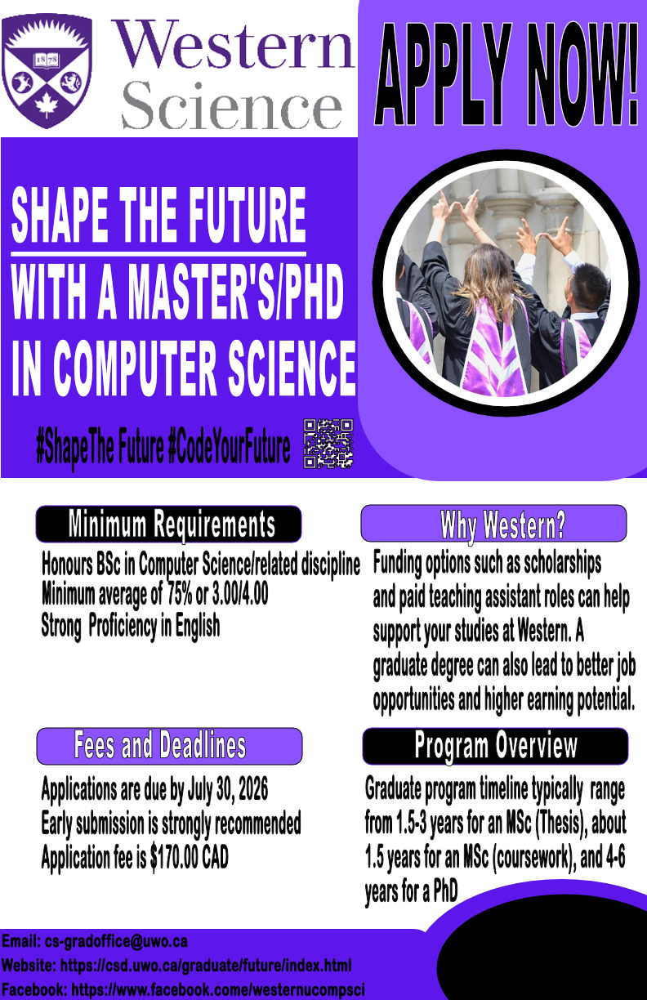 1878
Western
Science
APPLY NOW!
SHAPE THE FUTURE
WITH A MASTER'S/PHD
IN COMPUTER SCIENCE
#ShapeThe Future #CodeYourFuture
Minimum Requirements
Honours BSc in Computer Science/related discipline
Minimum average of 75% or 3.00/4.00
Strong Proficiency in English
Why Western?
Funding options such as scholarships
and paid teaching assistant roles can help
support your studies at Western. A
graduate degree can also lead to better job
opportunities and higher earning potential.
Fees and Deadlines
Applications are due by July 30, 2026
Early submission is strongly recommended
Application fee is $170.00 CAD
Program Overview
Graduate program timeline typically range
from 1.5-3 years for an MSc (Thesis), about
1.5 years for an MSc (coursework), and 4-6
years for a PhD
Email: cs-gradoffice@uwo.ca
Website: https://csd.uwo.ca/graduate/future/index.html
Facebook: https://www.facebook.come/westernucompsci